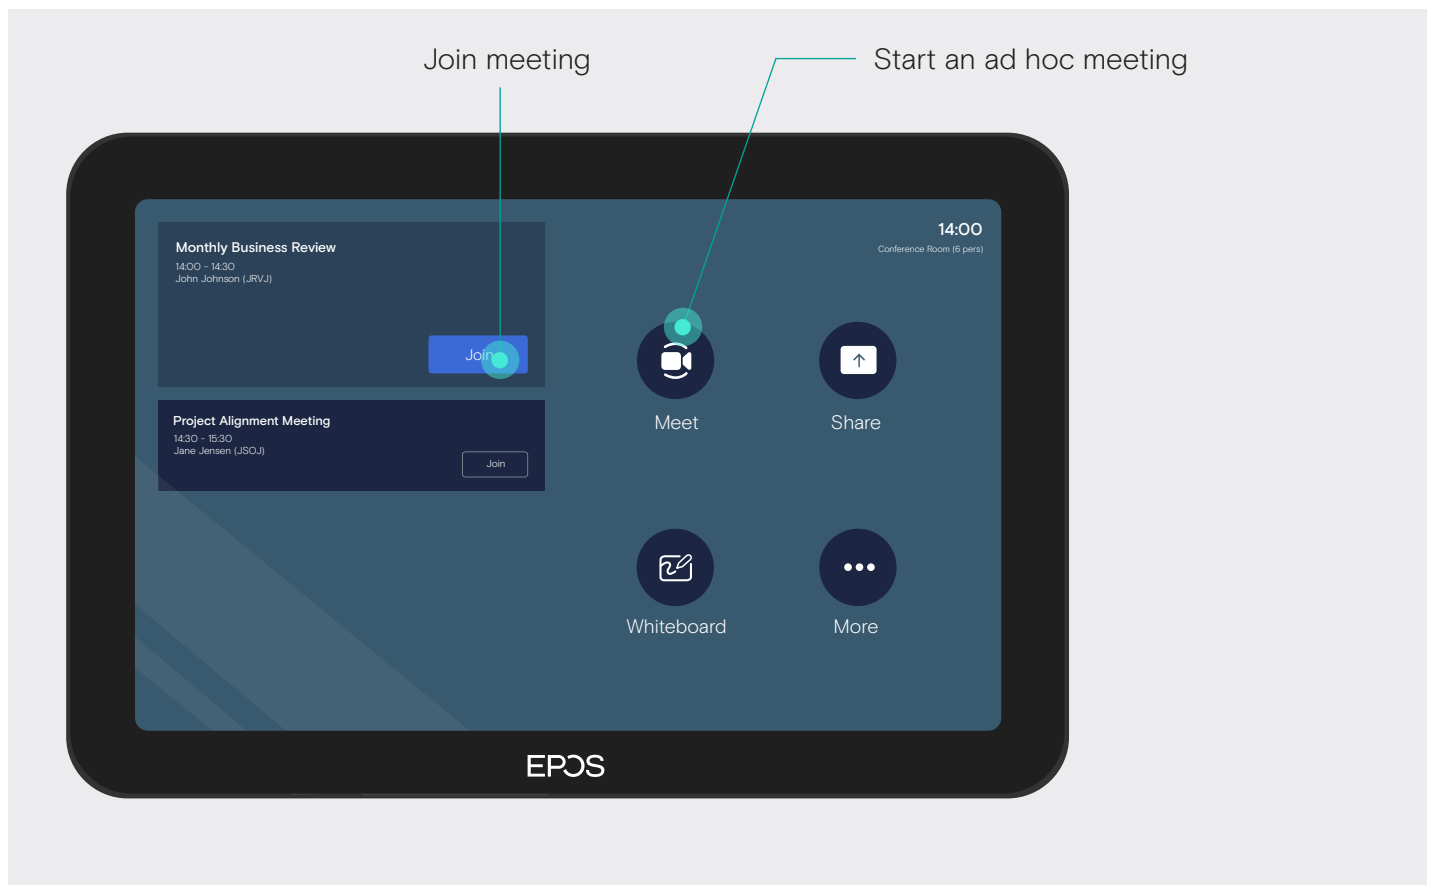 Join meeting
Start an ad hoc meeting
Monthly Business Review
14:00 - 14:30
John Johnson (JRVJ)
Join
Project Alignment Meeting
14:30 - 15:30
Jane Jensen (JSOJ)
Join
14:00
Conference Room (6 pers)
Meet
Share
Whiteboard
More
EPOS